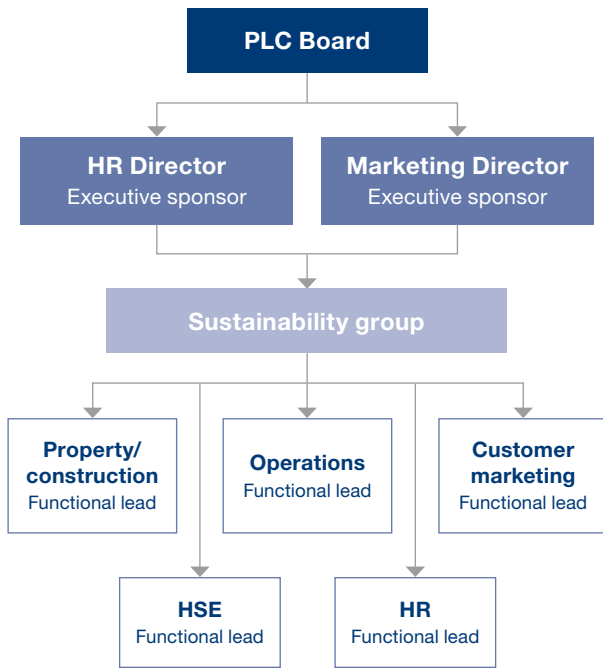 PLC Board
HR Director
Executive sponsor
Marketing Director
Executive sponsor
Sustainability group
Property/
construction
Functional lead
Operations
Functional lead
Customer
marketing
Functional lead
HSE
Functional lead
HR
Functional lead